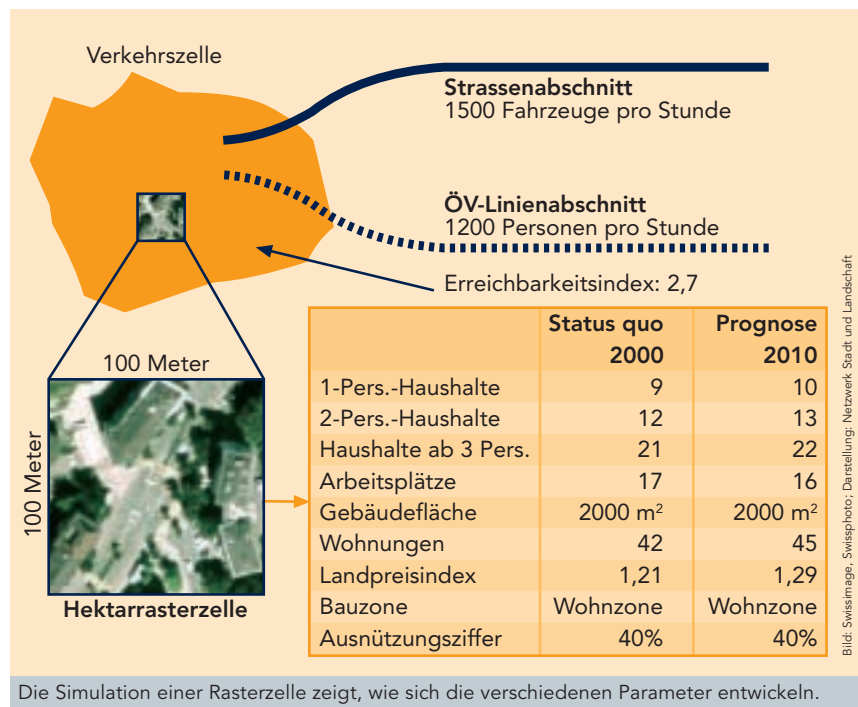 Verkehrszelle
Strassenabschnitt
1500 Fahrzeuge pro Stunde
ÖV-Linienabschnitt
1200 Personen pro Stunde
Erreichbarkeitsindex: 2,7
100 Meter
100 Meter
Hektarrasterzelle
Status quo Prognose
2000 2010
1-Pers.-Haushalte 9 10
2-Pers.-Haushalte 12 13
Haushalte ab 3 Pers. 21 22
Arbeitsplätze 17 16
Gebäudefläche 2000 m² 2000 m²
Wohnungen 42 45
Landpreisindex 1,21 1,29
Bauzone Wohnzone Wohnzone
Ausnützungsziffer 40% 40%
Bild: Swissimage, Swissphoto; Darstellung: Netzwerk Stadt und Landschaft
Die Simulation einer Rasterzelle zeigt, wie sich die verschiedenen Parameter entwickeln.